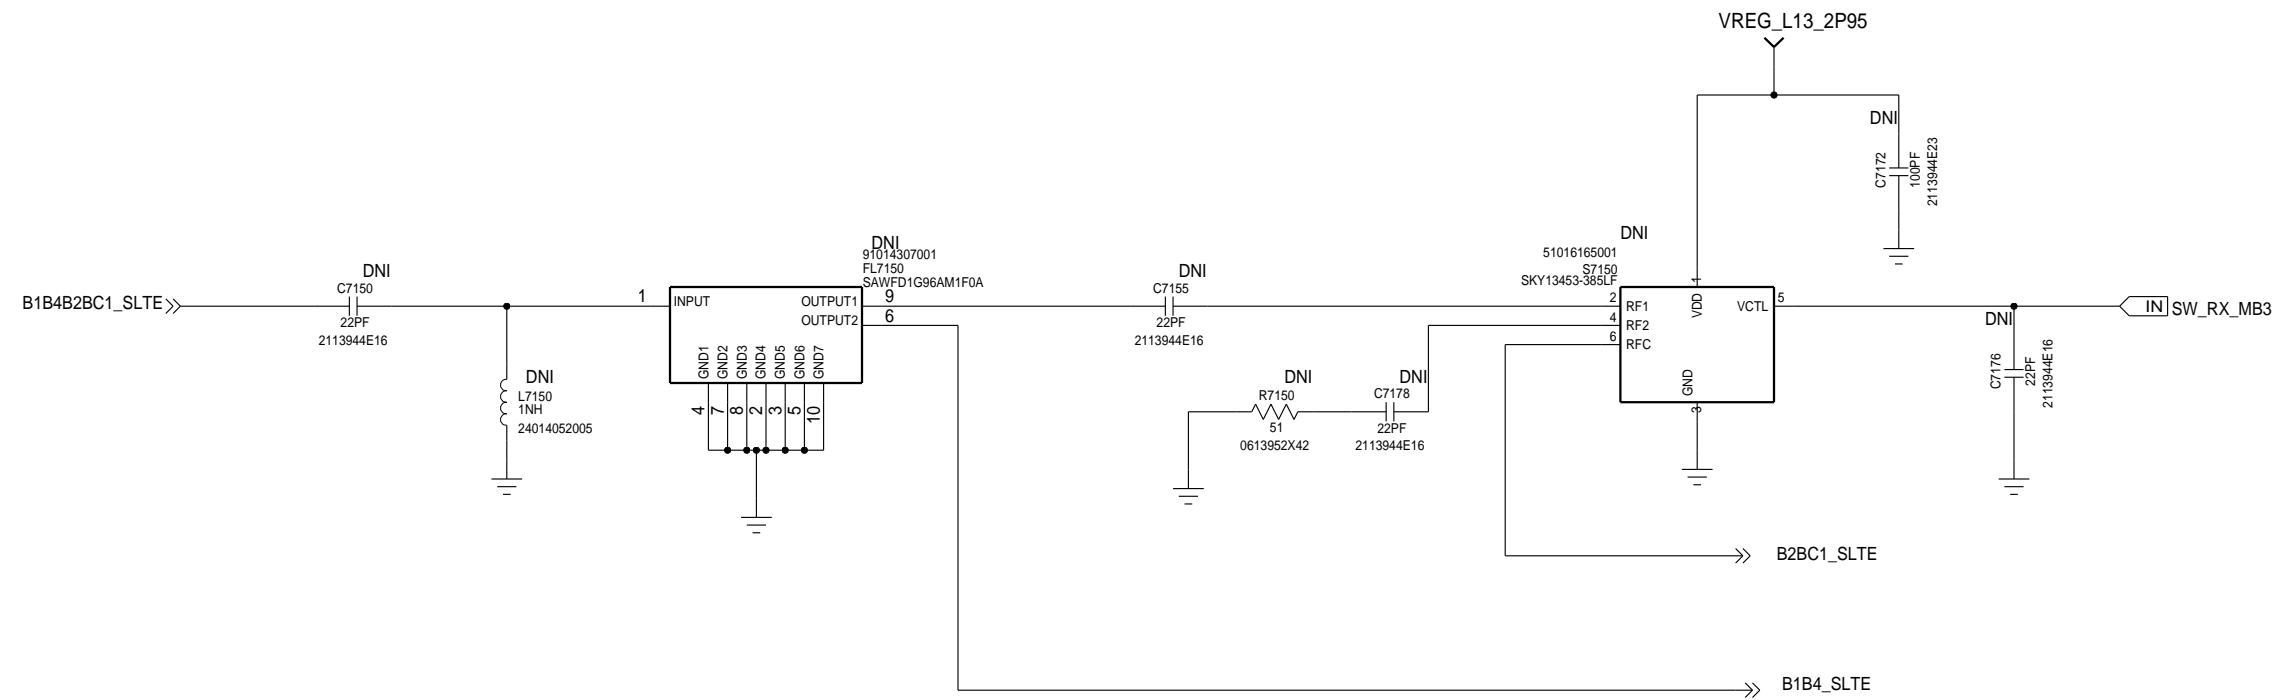 VREG_L13_2P95
DNI
C7172
100PF
2113944E23
DNI
51016165001
S7150
SKY13453-385LF
DNI
91014307001
FL7150
SAWFD1G96AM1F0A
DNI
C7150
22PF
2113944E16
B1B4B2BC1_SLTE
1
INPUT
OUTPUT1
9
OUTPUT2
6
GND1
GND2
GND3
GND4
GND5
GND6
GND7
4
7
8
2
3
5
10
DNI
L7150
1NH
24014052005
DNI
C7155
22PF
2113944E16
2
RF1
4
RF2
6
RFC
1
VDD
VCTL
5
GND
3
IN
SW_RX_MB3
DNI
C7176
22PF
2113944E16
DNI
R7150
51
0613952X42
DNI
C7178
22PF
2113944E16
B2BC1_SLTE
B1B4_SLTE